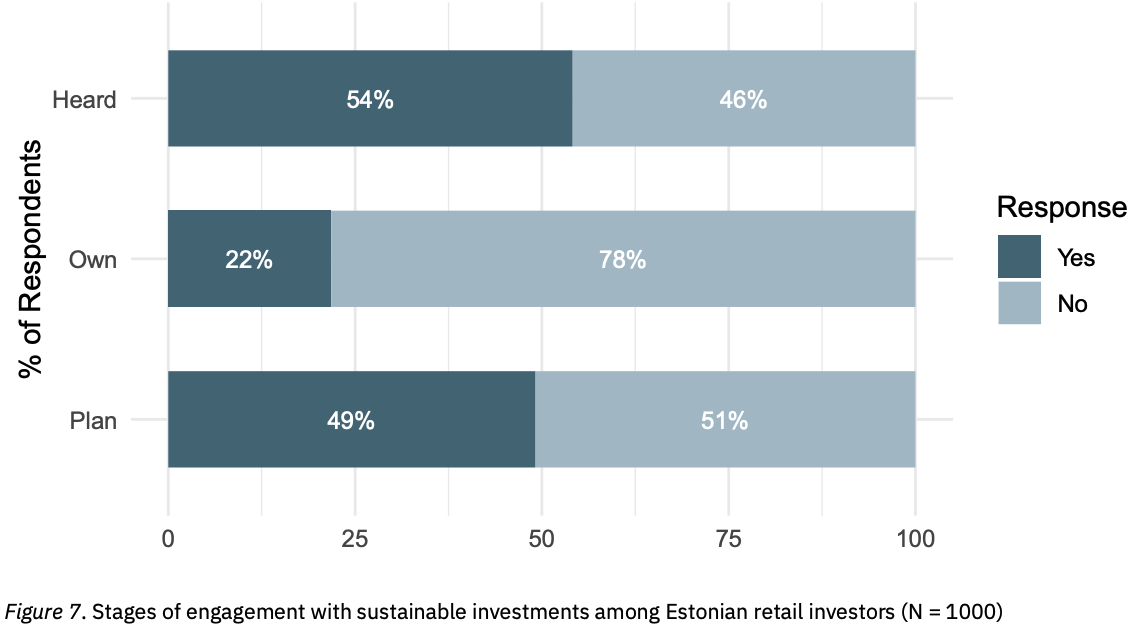 % of Respondents
Heard
54%
46%
Own
22%
78%
Plan
49%
51%
0
25
50
75
100
Response
Yes
No
Figure 7. Stages of engagement with sustainable investments among Estonian retail investors (N = 1000)